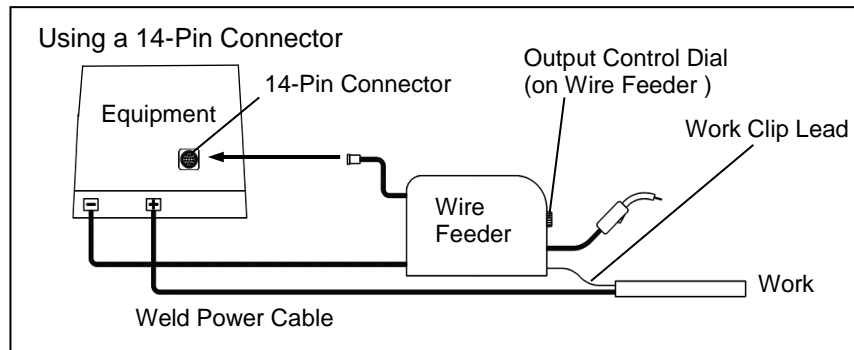 Using a 14-Pin Connector
14-Pin Connector
Equipment
Output Control Dial
(on Wire Feeder )
Work Clip Lead
Wire
Feeder
- +
Work
Weld Power Cable